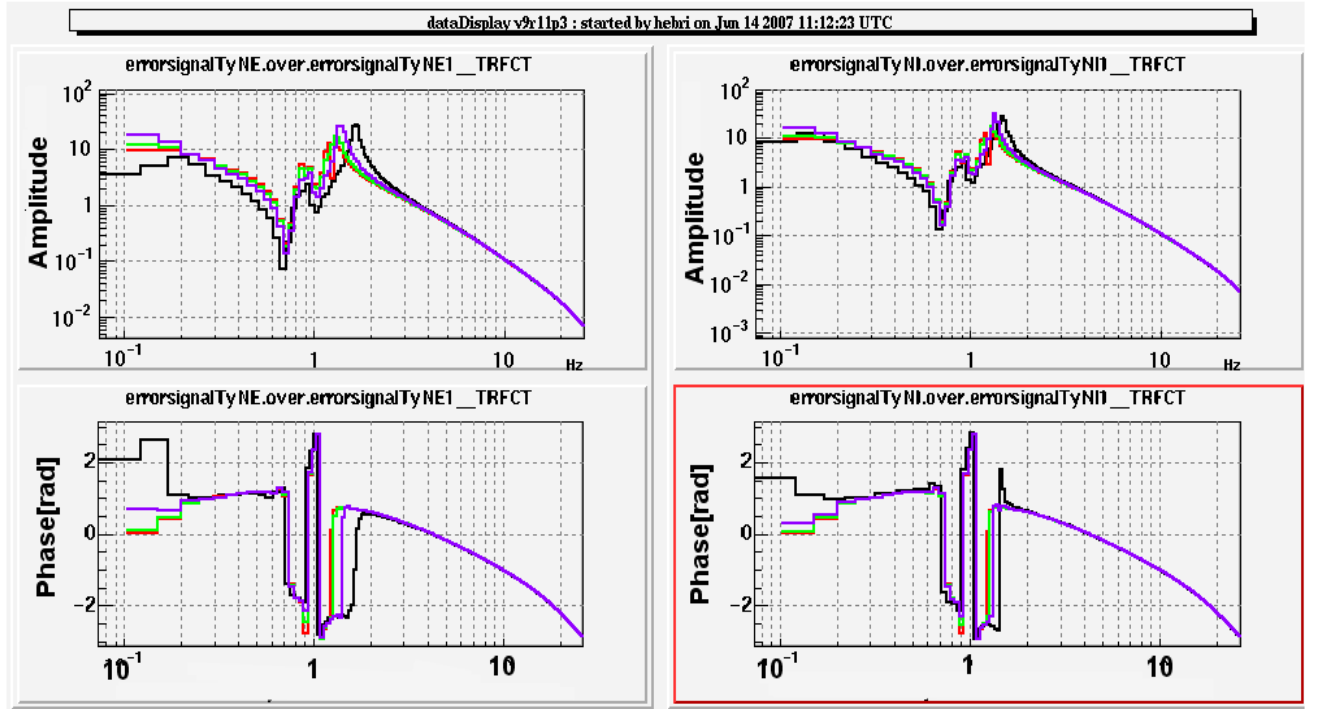 dataDisplay v9r11p3 : started by hebri on Jun 14 2007 11:12:23 UTC
errorsignalTyNE.over.errorsignalTyNE1__TRFCT
Amplitude
10^2
10
1
10^-1
10^-2
10^-1 1 10 Hz
errorsignalTyNI.over.errorsignalTyNI1__TRFCT
Amplitude
10^2
10
1
10^-1
10^-2
10^-3
10^-1 1 10 Hz
errorsignalTyNE.over.errorsignalTyNE1__TRFCT
Phase[rad]
2
0
-2
10^-1 1 10
errorsignalTyNI.over.errorsignalTyNI1__TRFCT
Phase[rad]
2
0
-2
10^-1 1 10